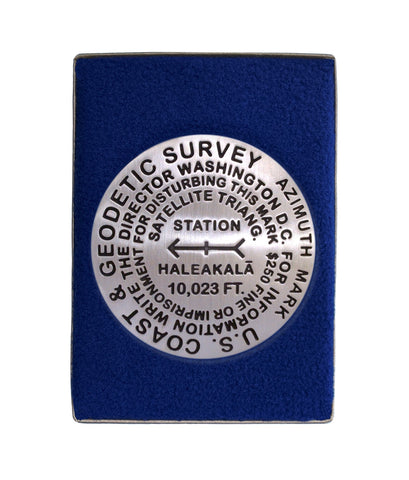 U.S. COAST & GEODETIC SURVEY AZIMUTH MARK
FOR INFORMATION WRITE THE DIRECTOR WASHINGTON D.C.
$250 FINE OR IMPRISONMENT FOR DISTURBING THIS MARK
SATELLITE TRIANG.
STATION
HALEAKALĀ
10,023 FT.